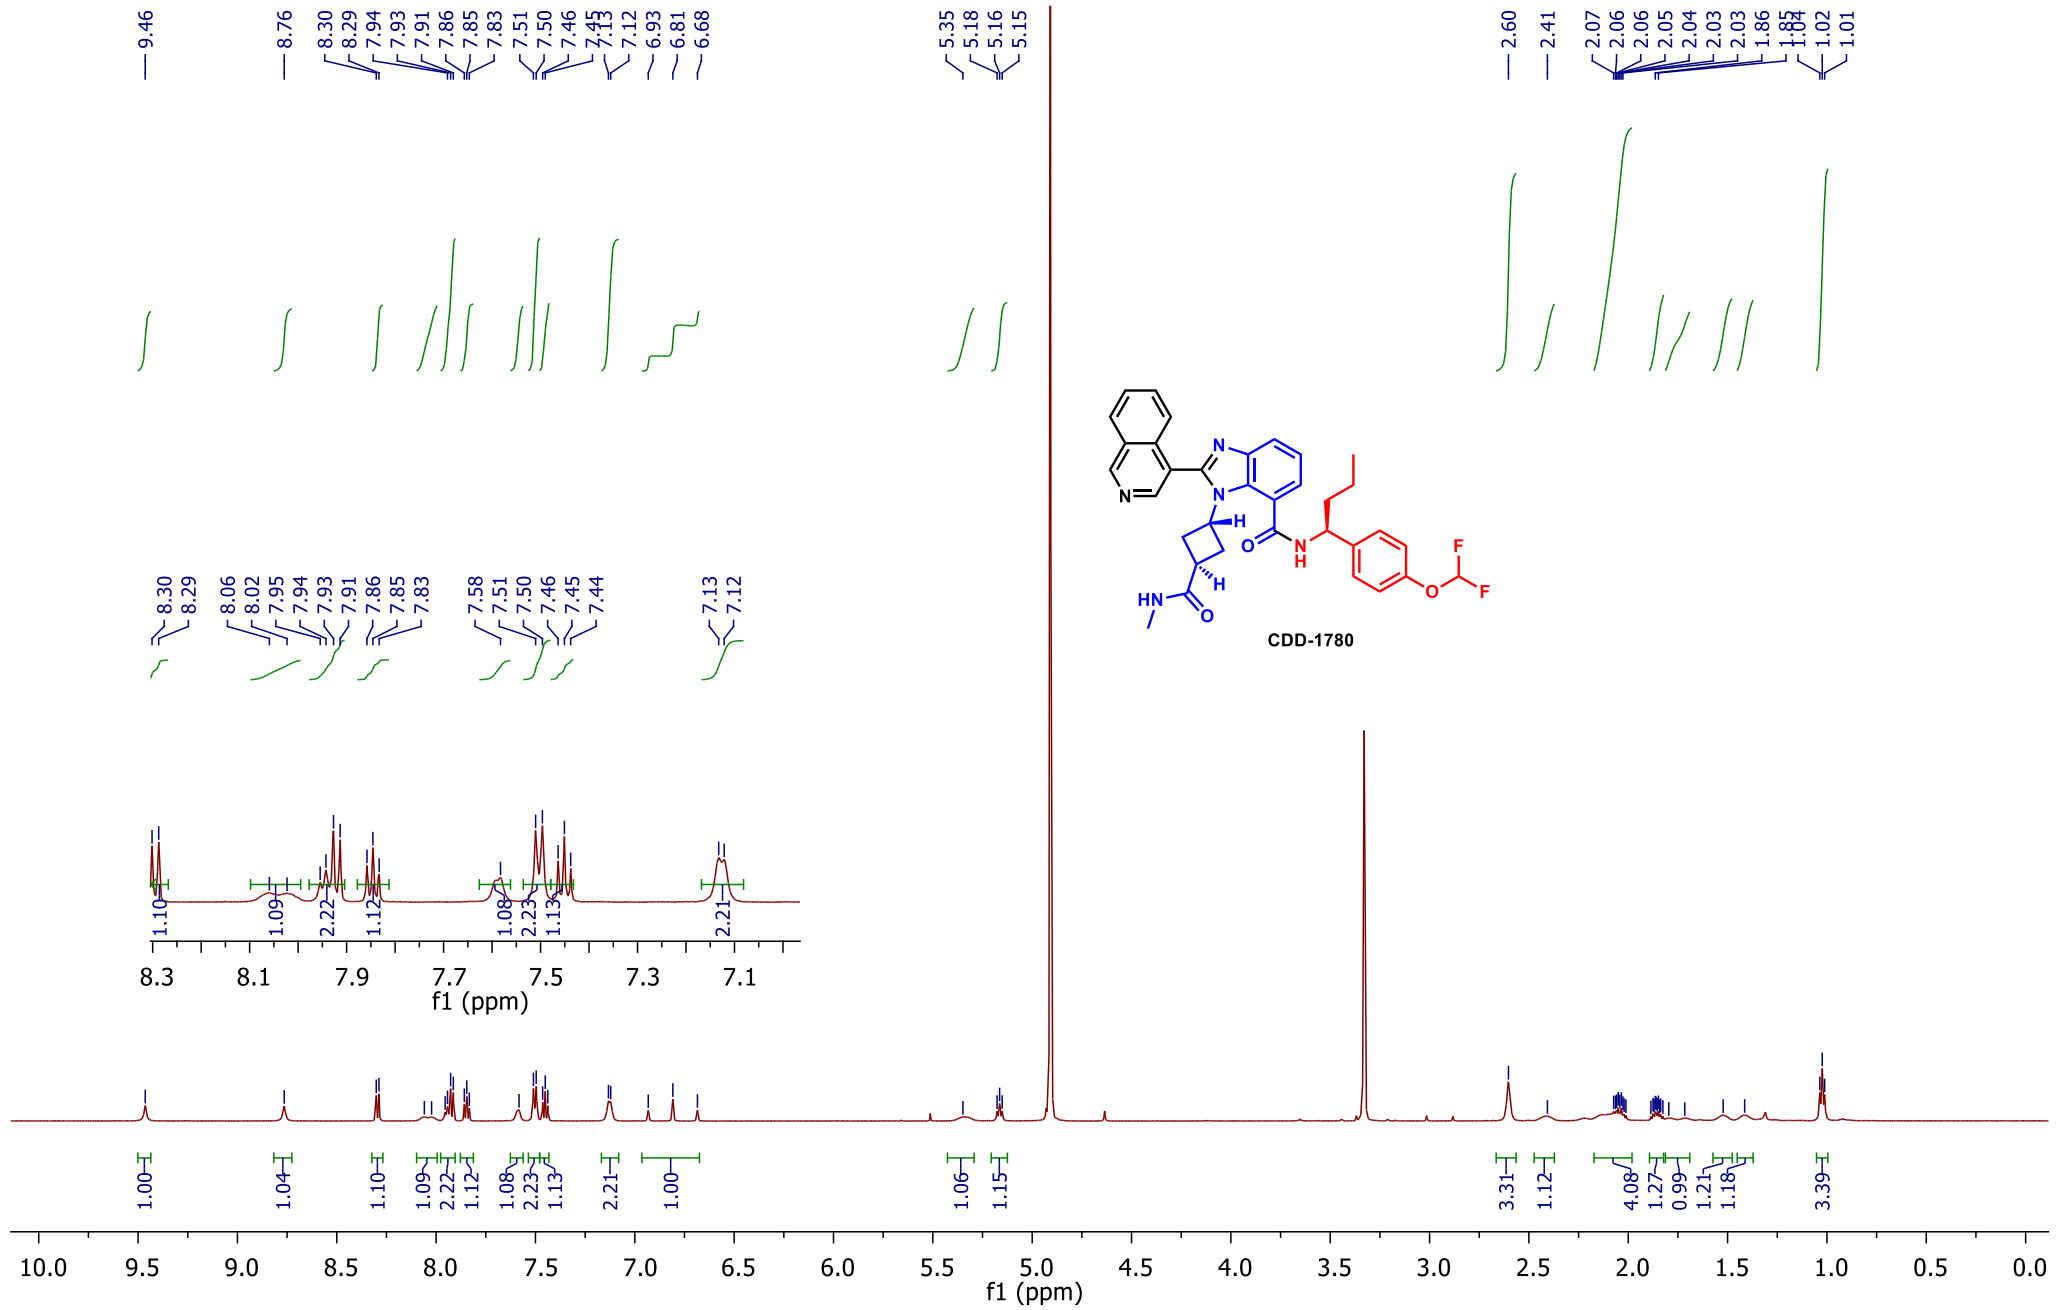 9.46 8.76 8.30 8.29 7.94 7.93 7.91 7.86 7.85 7.83 7.51 7.50 7.46 7.45 7.13 7.12 6.93 6.81 6.68 5.35 5.18 5.16 5.15 2.60 2.41 2.07 2.06 2.06 2.05 2.04 2.03 2.03 1.86 1.85 1.04 1.02 1.01
N
N
N
H
O
N
H
F
F
O
H
HN
O
CDD-1780
8.30 8.29 8.06 8.02 7.95 7.94 7.93 7.91 7.86 7.85 7.83 7.58 7.51 7.50 7.46 7.45 7.44 7.13 7.12
1.10 1.09 2.22 1.12 1.08 2.23 1.13 2.21
8.3 8.1 7.9 7.7 7.5 7.3 7.1
f1 (ppm)
1.00 1.04 1.10 1.09 2.22 1.12 1.08 2.23 1.13 2.21 1.00 1.06 1.15 3.31 1.12 4.08 1.27 0.99 1.21 1.18 3.39
10.0 9.5 9.0 8.5 8.0 7.5 7.0 6.5 6.0 5.5 5.0 4.5 4.0 3.5 3.0 2.5 2.0 1.5 1.0 0.5 0.0
f1 (ppm)